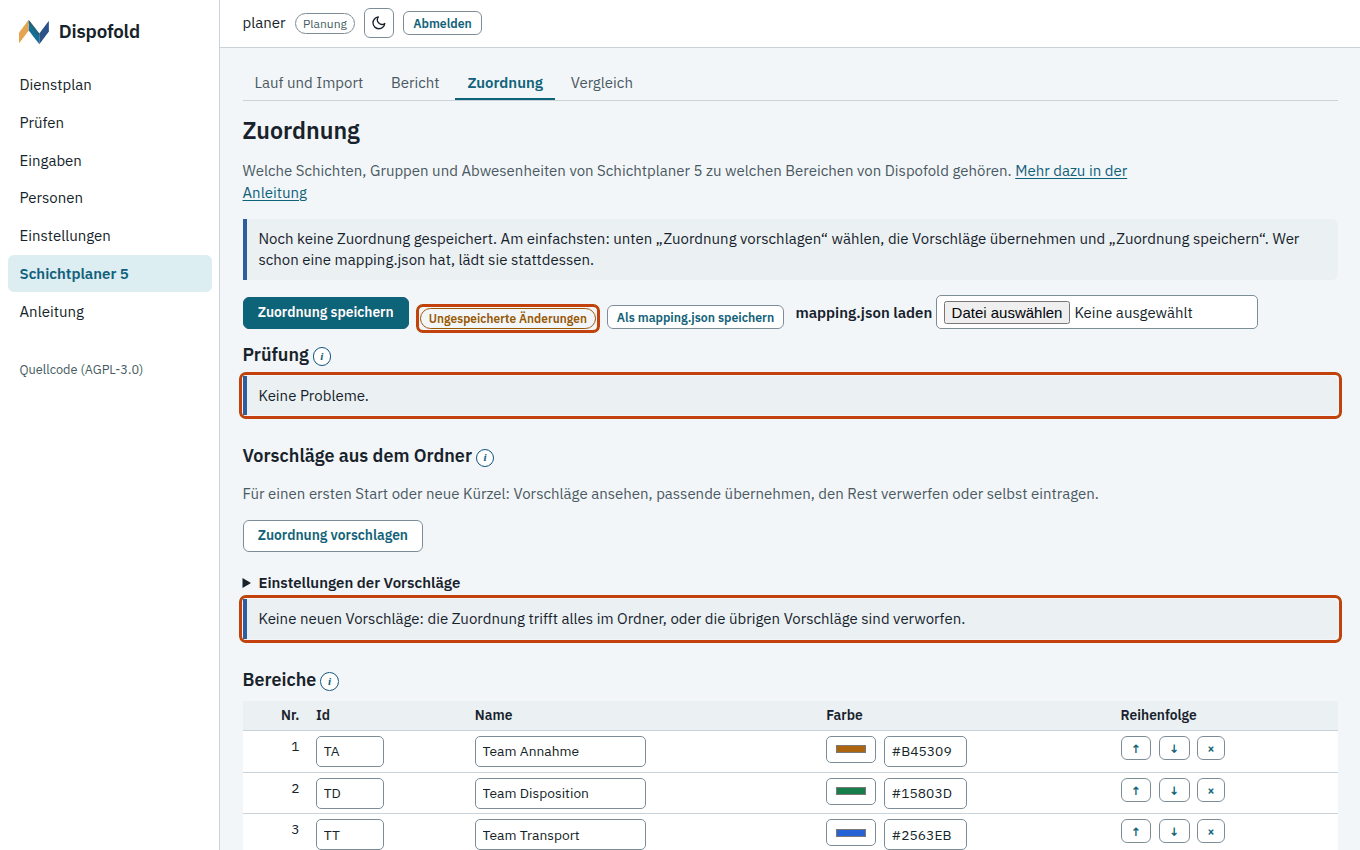 Dispofold
planer Planung Abmelden
Dienstplan
Prüfen
Eingaben
Personen
Einstellungen
Schichtplaner 5
Anleitung
Quellcode (AGPL-3.0)
Lauf und Import Bericht Zuordnung Vergleich
Zuordnung
Welche Schichten, Gruppen und Abwesenheiten von Schichtplaner 5 zu welchen Bereichen von Dispofold gehören. Mehr dazu in der
Anleitung
Noch keine Zuordnung gespeichert. Am einfachsten: unten „Zuordnung vorschlagen“ wählen, die Vorschläge übernehmen und „Zuordnung speichern“. Wer
schon eine mapping.json hat, lädt sie stattdessen.
Zuordnung speichern Ungespeicherte Änderungen Als mapping.json speichern mapping.json laden Datei auswählen Keine ausgewählt
Prüfung i
Keine Probleme.
Vorschläge aus dem Ordner i
Für einen ersten Start oder neue Kürzel: Vorschläge ansehen, passende übernehmen, den Rest verwerfen oder selbst eintragen.
Zuordnung vorschlagen
▶ Einstellungen der Vorschläge
Keine neuen Vorschläge: die Zuordnung trifft alles im Ordner, oder die übrigen Vorschläge sind verworfen.
Bereiche i
Nr. Id Name Farbe Reihenfolge
1 TA Team Annahme #B45309 ↑ ↓ ×
2 TD Team Disposition #15803D ↑ ↓ ×
3 TT Team Transport #2563EB ↑ ↓ ×